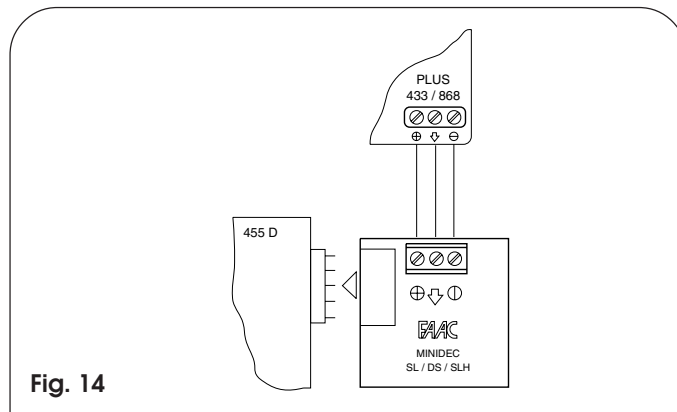 PLUS
433 / 868
455 D
FAAC
MINIDEC
SL / DS / SLH
Fig. 14